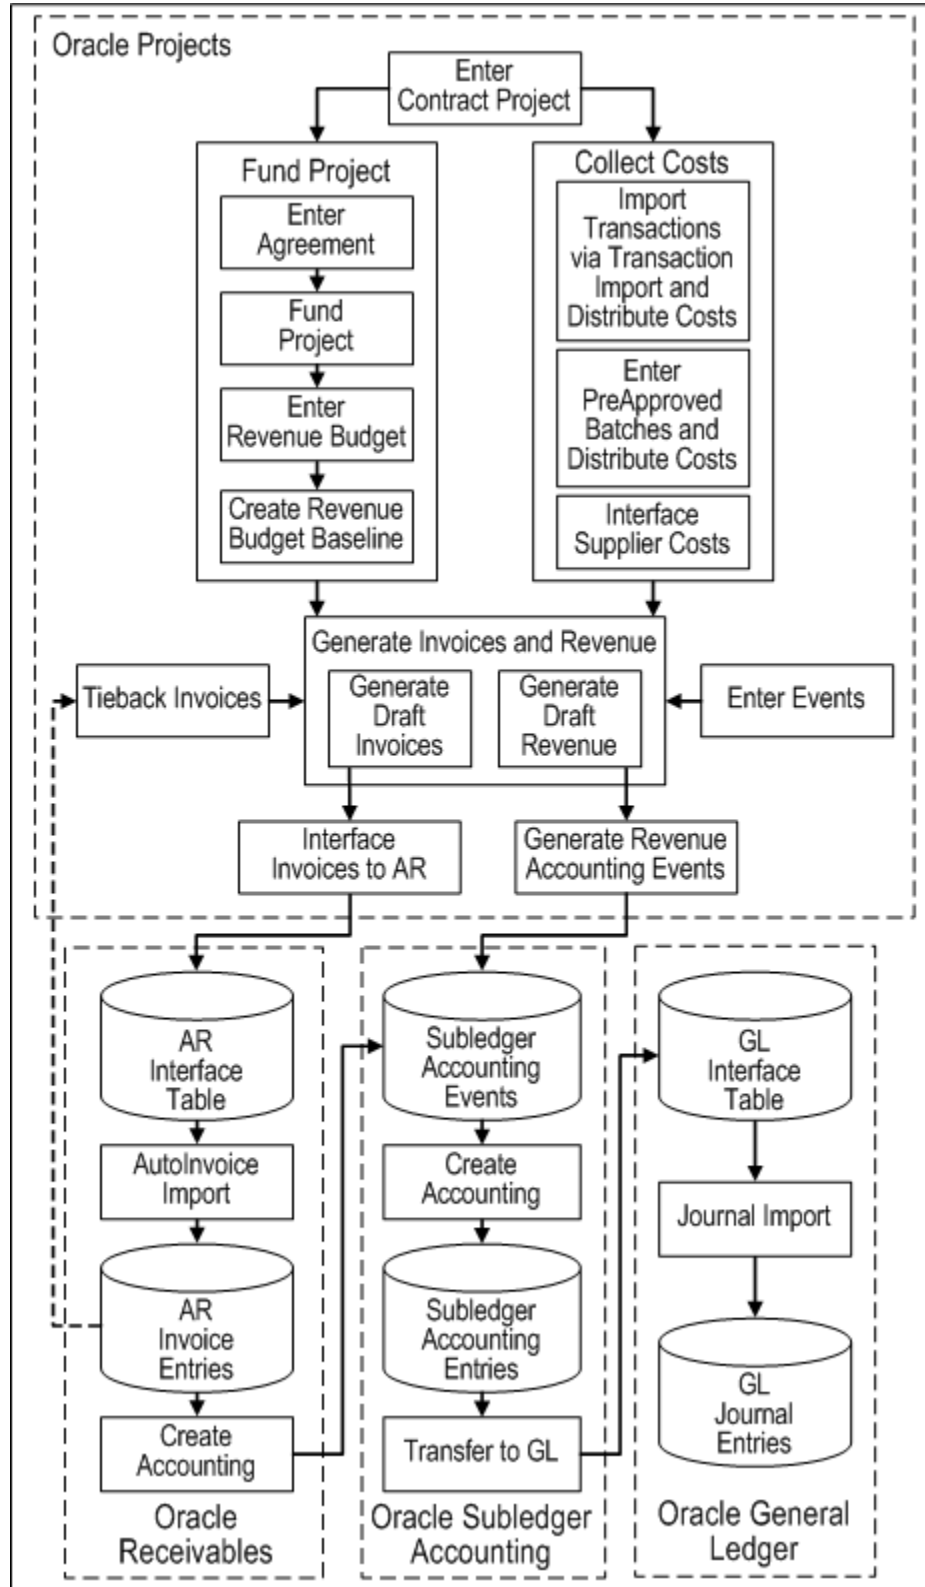 Oracle Projects
Enter
Contract Project
Fund Project
Enter
Agreement
Fund
Project
Enter
Revenue Budget
Create Revenue
Budget Baseline
Collect Costs
Import
Transactions
via Transaction
Import and
Distribute Costs
Enter
PreApproved
Batches and
Distribute Costs
Interface
Supplier Costs
Generate Invoices and Revenue
Tieback Invoices
Generate
Draft
Invoices
Generate
Draft
Revenue
Enter Events
Interface
Invoices to AR
Generate Revenue
Accounting Events
AR
Interface
Table
AutoInvoice
Import
AR
Invoice
Entries
Create
Accounting
Oracle
Receivables
Subledger
Accounting
Events
Create
Accounting
Subledger
Accounting
Entries
Transfer to GL
Oracle Subledger
Accounting
GL
Interface
Table
Journal Import
GL
Journal
Entries
Oracle General
Ledger